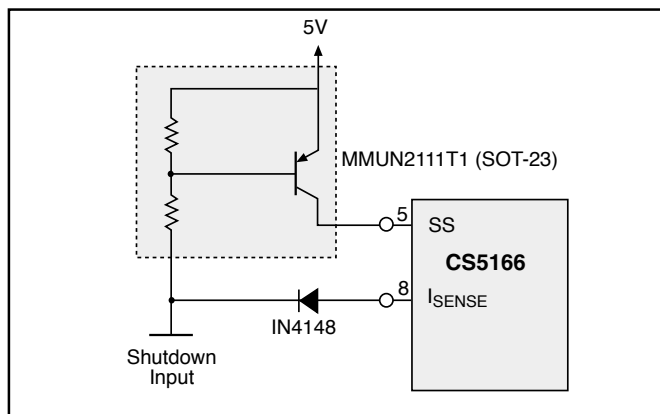 5V
MMUN2111T1 (SOT-23)
5
SS
CS5166
8
ISENSE
IN4148
Shutdown
Input